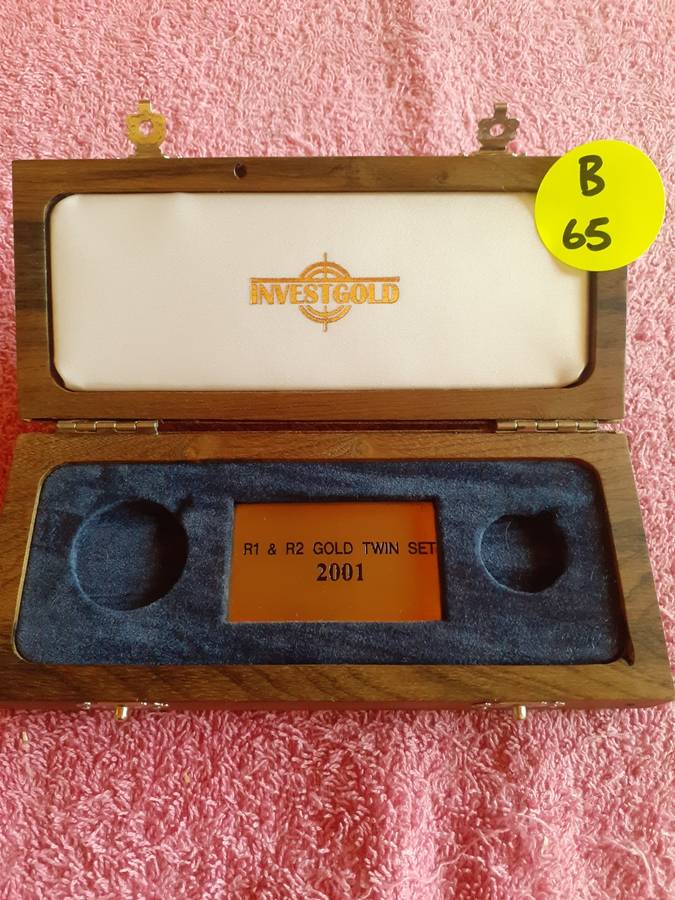 B
65
INVESTGOLD
R1 & R2 GOLD TWIN SET
2001